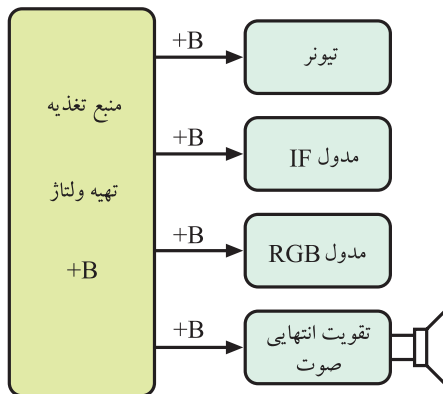 منبع تغذیه
تهیه ولتاژ
+B
+B
تیونر
+B
مدول IF
+B
مدول RGB
+B
تقویت انتهایی
صوت